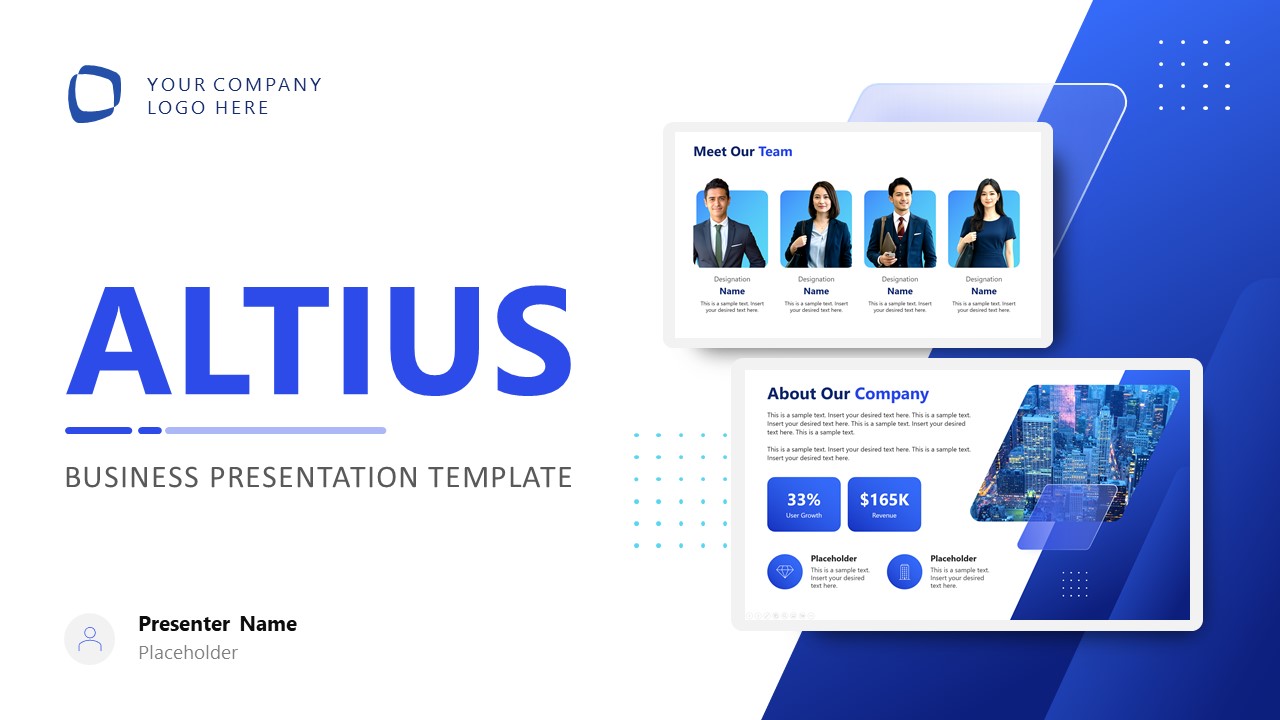 YOUR COMPANY
LOGO HERE
ALTIUS
BUSINESS PRESENTATION TEMPLATE
Presenter Name
Placeholder
Meet Our Team
Designation
Name
This is a sample text. Insert
your desired text here.
Designation
Name
This is a sample text. Insert
your desired text here.
Designation
Name
This is a sample text. Insert
your desired text here.
Designation
Name
This is a sample text. Insert
your desired text here.
About Our Company
This is a sample text. Insert your desired text here. This is a sample text.
Insert your desired text here. This is a sample text. Insert your desired
text here. This is a sample text.
This is a sample text. Insert your desired text here. This is a sample text.
Insert your desired text here.
33%
User Growth
$165K
Revenue
Placeholder
This is a sample text.
Insert your desired
text here.
Placeholder
This is a sample text.
Insert your desired
text here.